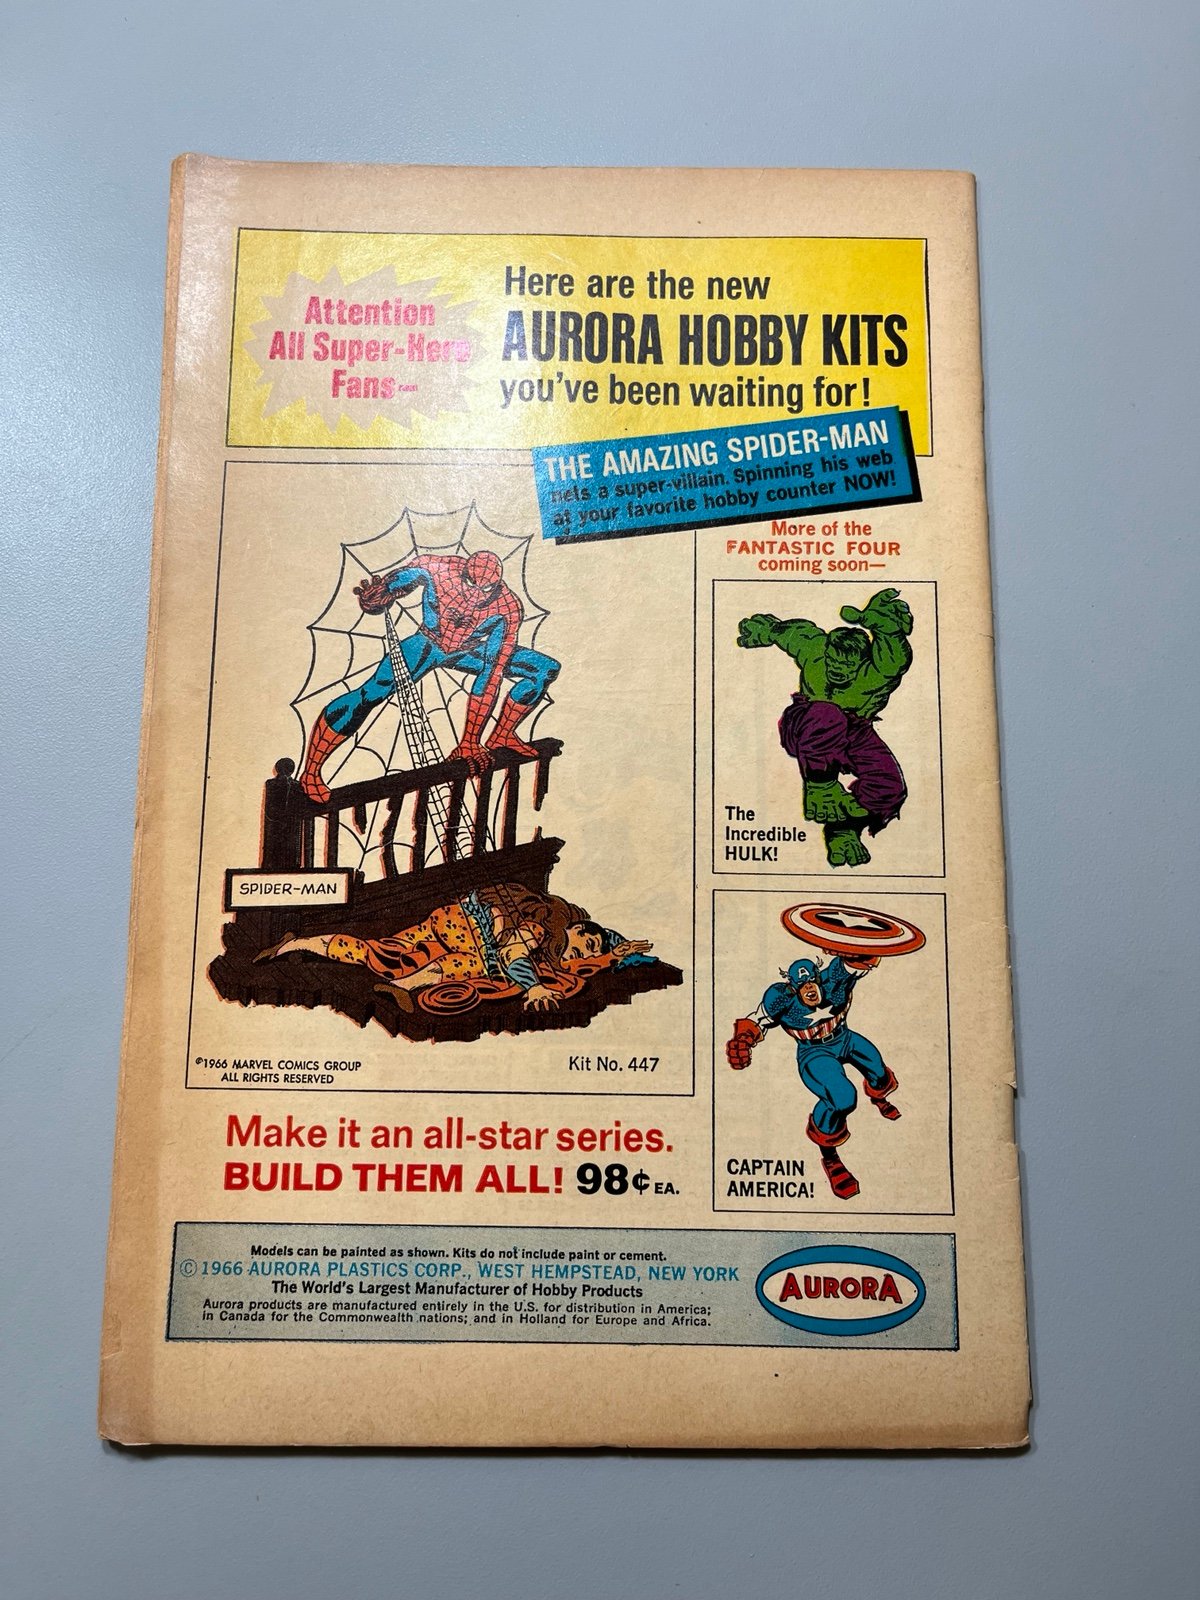 Attention
All Super-Hero
Fans—
Here are the new
AURORA HOBBY KITS
you've been waiting for!
THE AMAZING SPIDER-MAN
nets a super-villain. Spinning his web
at your favorite hobby counter NOW!
More of the
FANTASTIC FOUR
coming soon—
SPIDER-MAN
©1966 MARVEL COMICS GROUP
ALL RIGHTS RESERVED
Kit No. 447
The
Incredible
HULK!
A
CAPTAIN
AMERICA!
Make it an all-star series.
BUILD THEM ALL! 98¢ EA.
Models can be painted as shown. Kits do not include paint or cement.
© 1966 AURORA PLASTICS CORP., WEST HEMPSTEAD, NEW YORK
The World's Largest Manufacturer of Hobby Products
Aurora products are manufactured entirely in the U.S. for distribution in America;
in Canada for the Commonwealth nations; and in Holland for Europe and Africa.
AURORA